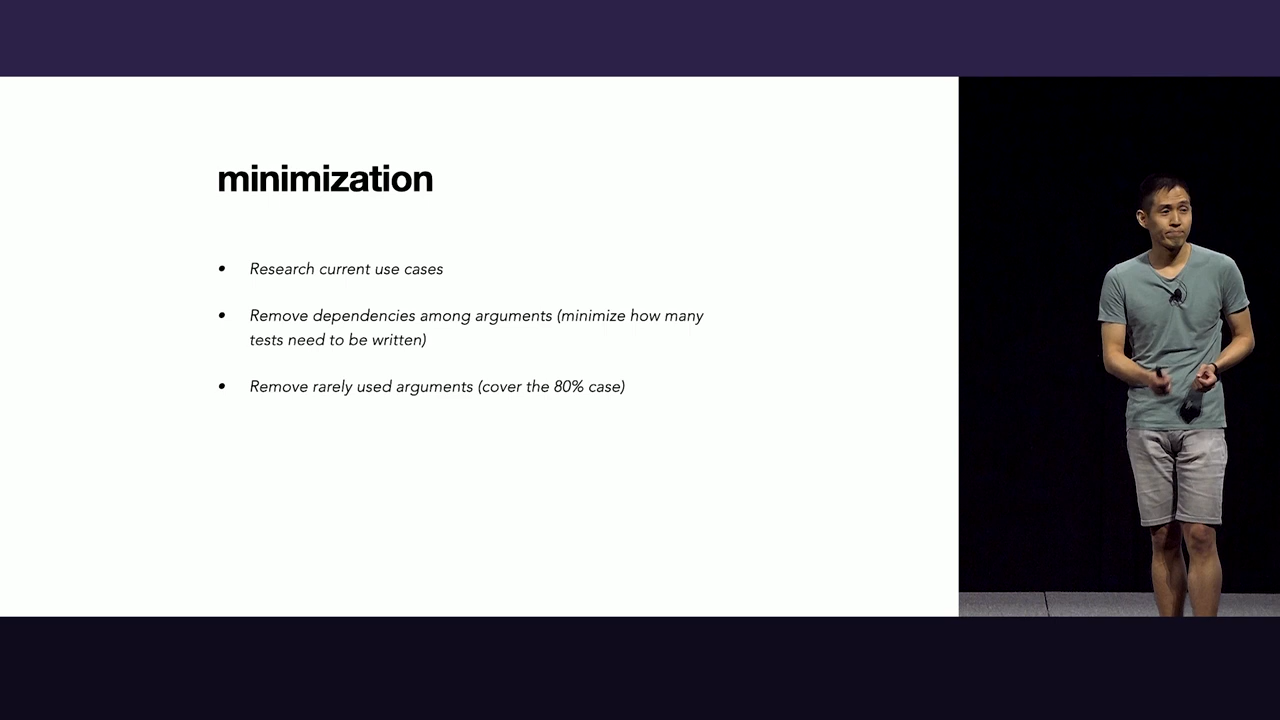 minimization
• Research current use cases
• Remove dependencies among arguments (minimize how many
tests need to be written)
• Remove rarely used arguments (cover the 80% case)